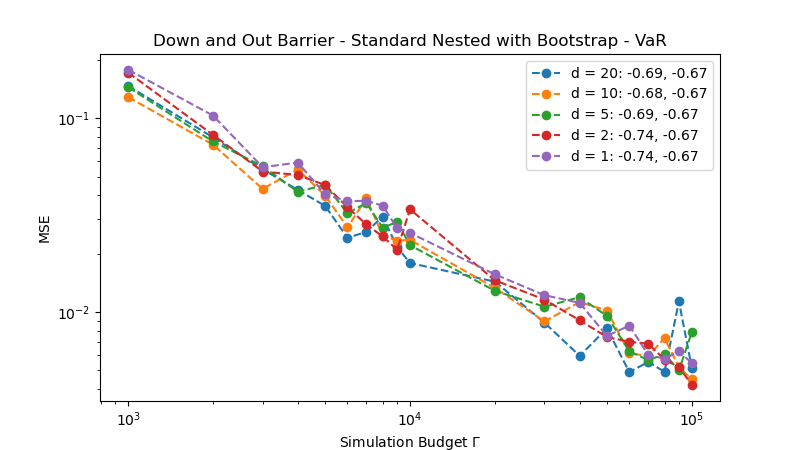 Down and Out Barrier - Standard Nested with Bootstrap - VaR
d = 20: -0.69, -0.67
d = 10: -0.68, -0.67
d = 5: -0.69, -0.67
d = 2: -0.74, -0.67
d = 1: -0.74, -0.67
MSE
10⁻¹
10⁻²
10³
10⁴
10⁵
Simulation Budget Γ